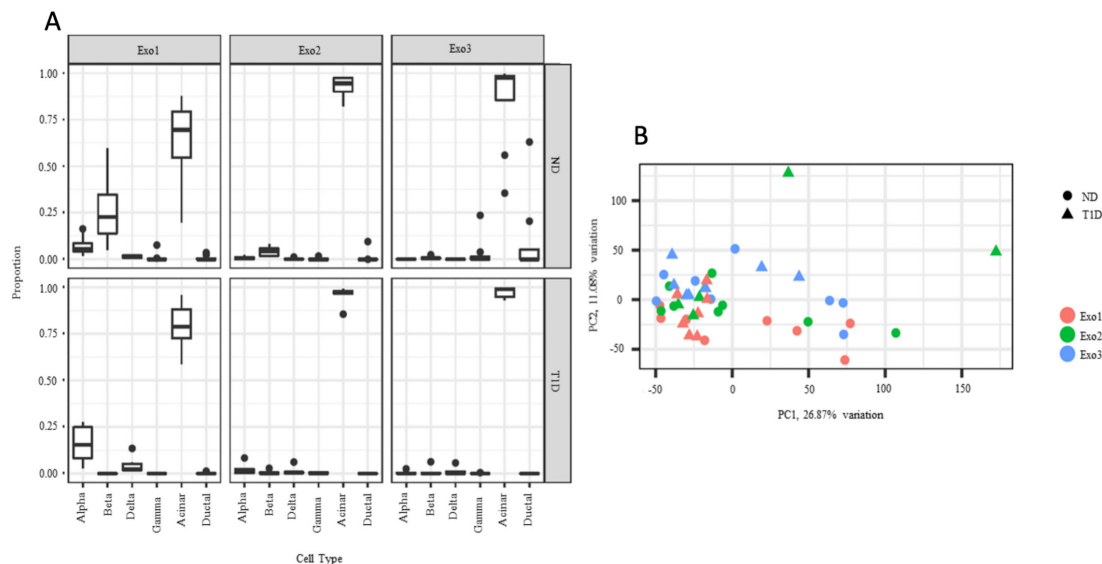 A
Exo1 Exo2 Exo3
1.00
0.75
0.50
0.25
0.00
ND
1.00
0.75
0.50
0.25
0.00
T1D
Proportion
Alpha Beta Delta Gamma Acinar Ductal Alpha Beta Delta Gamma Acinar Ductal Alpha Beta Delta Gamma Acinar Ductal
Cell Type
B
100
50
0
-50
PC2, 11.08% variation
-50 0 50 100 150
PC1, 26.87% variation
ND
T1D
Exo1
Exo2
Exo3